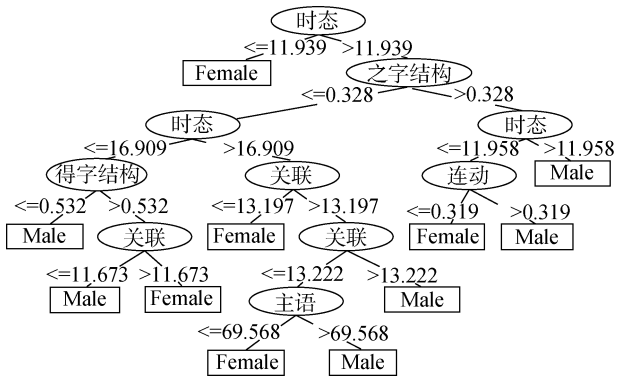 时态
<=11.939 >11.939
Female 之字结构
<=0.328 >0.328
时态 时态
<=16.909 >16.909 <=11.958 >11.958
得字结构 关联 连动 Male
<=0.532 >0.532 <=13.197 >13.197 <=0.319 >0.319
Male 关联 Female 关联 Female Male
<=11.673 >11.673 <=13.222 >13.222
Male Female 主语 Male
<=69.568 >69.568
Female Male